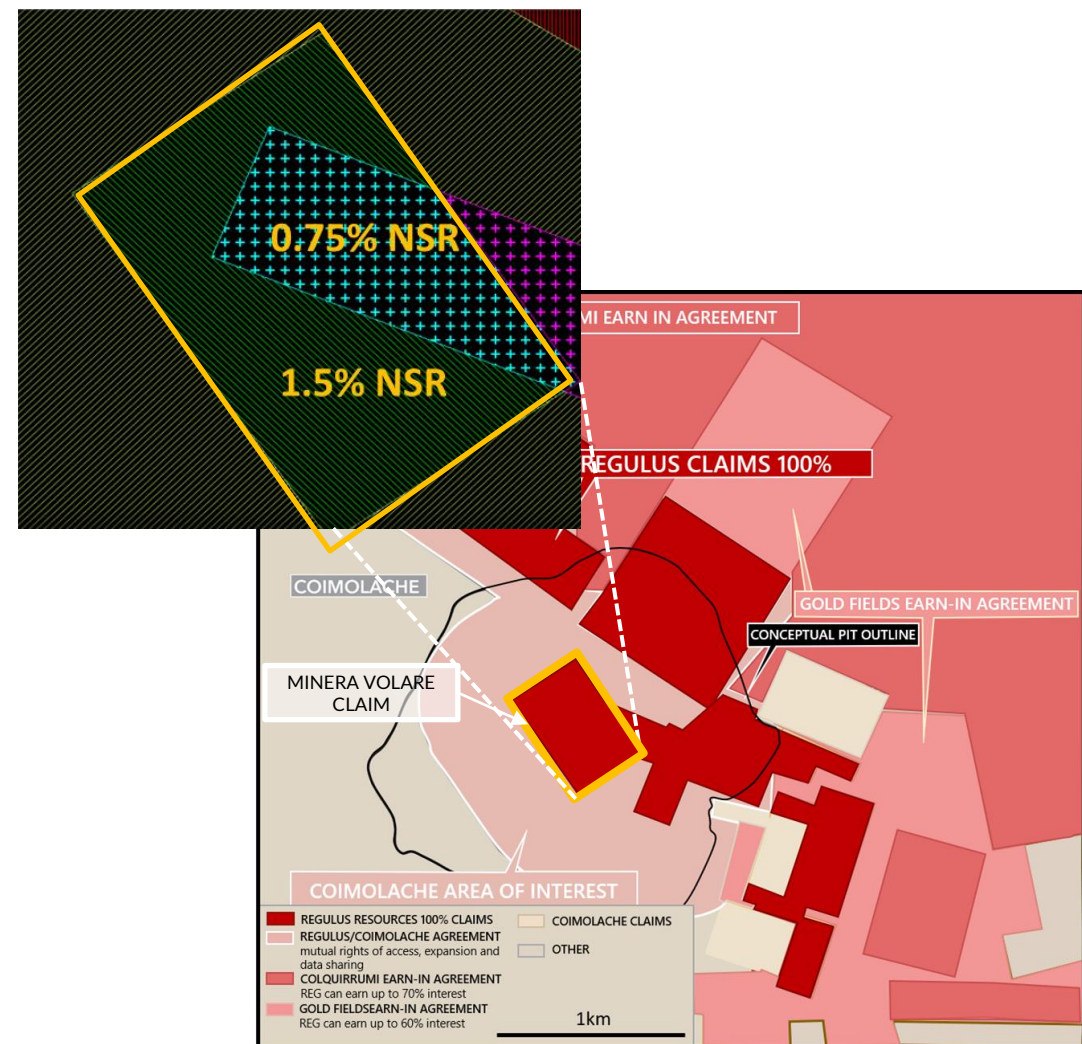 0.75% NSR
1.5% NSR
MI EARN IN AGREEMENT
REGULUS CLAIMS 100%
COIMOLACHE
GOLD FIELDS EARN-IN AGREEMENT
CONCEPTUAL PIT OUTLINE
MINERA VOLARE
CLAIM
COIMOLACHE AREA OF INTEREST
REGULUS RESOURCES 100% CLAIMS
REGULUS/COIMOLACHE AGREEMENT
mutual rights of access, expansion and
data sharing
COLQUIRRUMI EARN-IN AGREEMENT
REG can earn up to 70% interest
GOLD FIELDSEARN-IN AGREEMENT
REG can earn up to 60% interest
COIMOLACHE CLAIMS
OTHER
1km